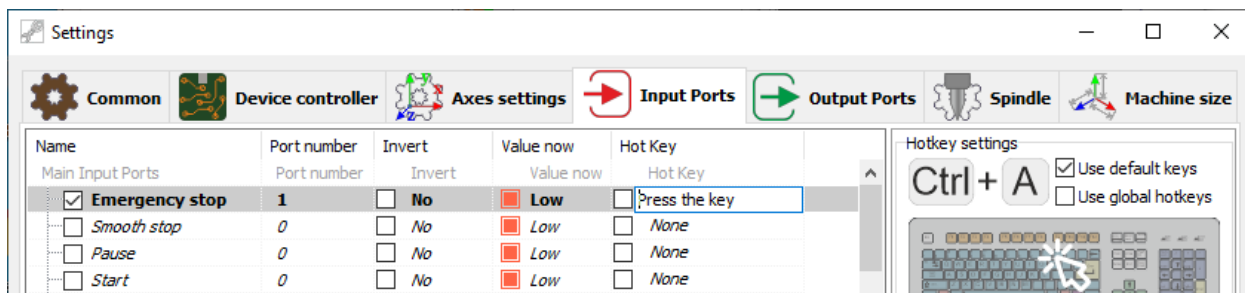 Settings
Common Device controller Axes settings Input Ports Output Ports Spindle Machine size
Name Port number Invert Value now Hot Key
Main Input Ports Port number Invert Value now Hot Key
Emergency stop 1 No Low Press the key
Smooth stop 0 No Low None
Pause 0 No Low None
Start 0 No Low None
Hotkey settings
Ctrl + A
Use default keys
Use global hotkeys